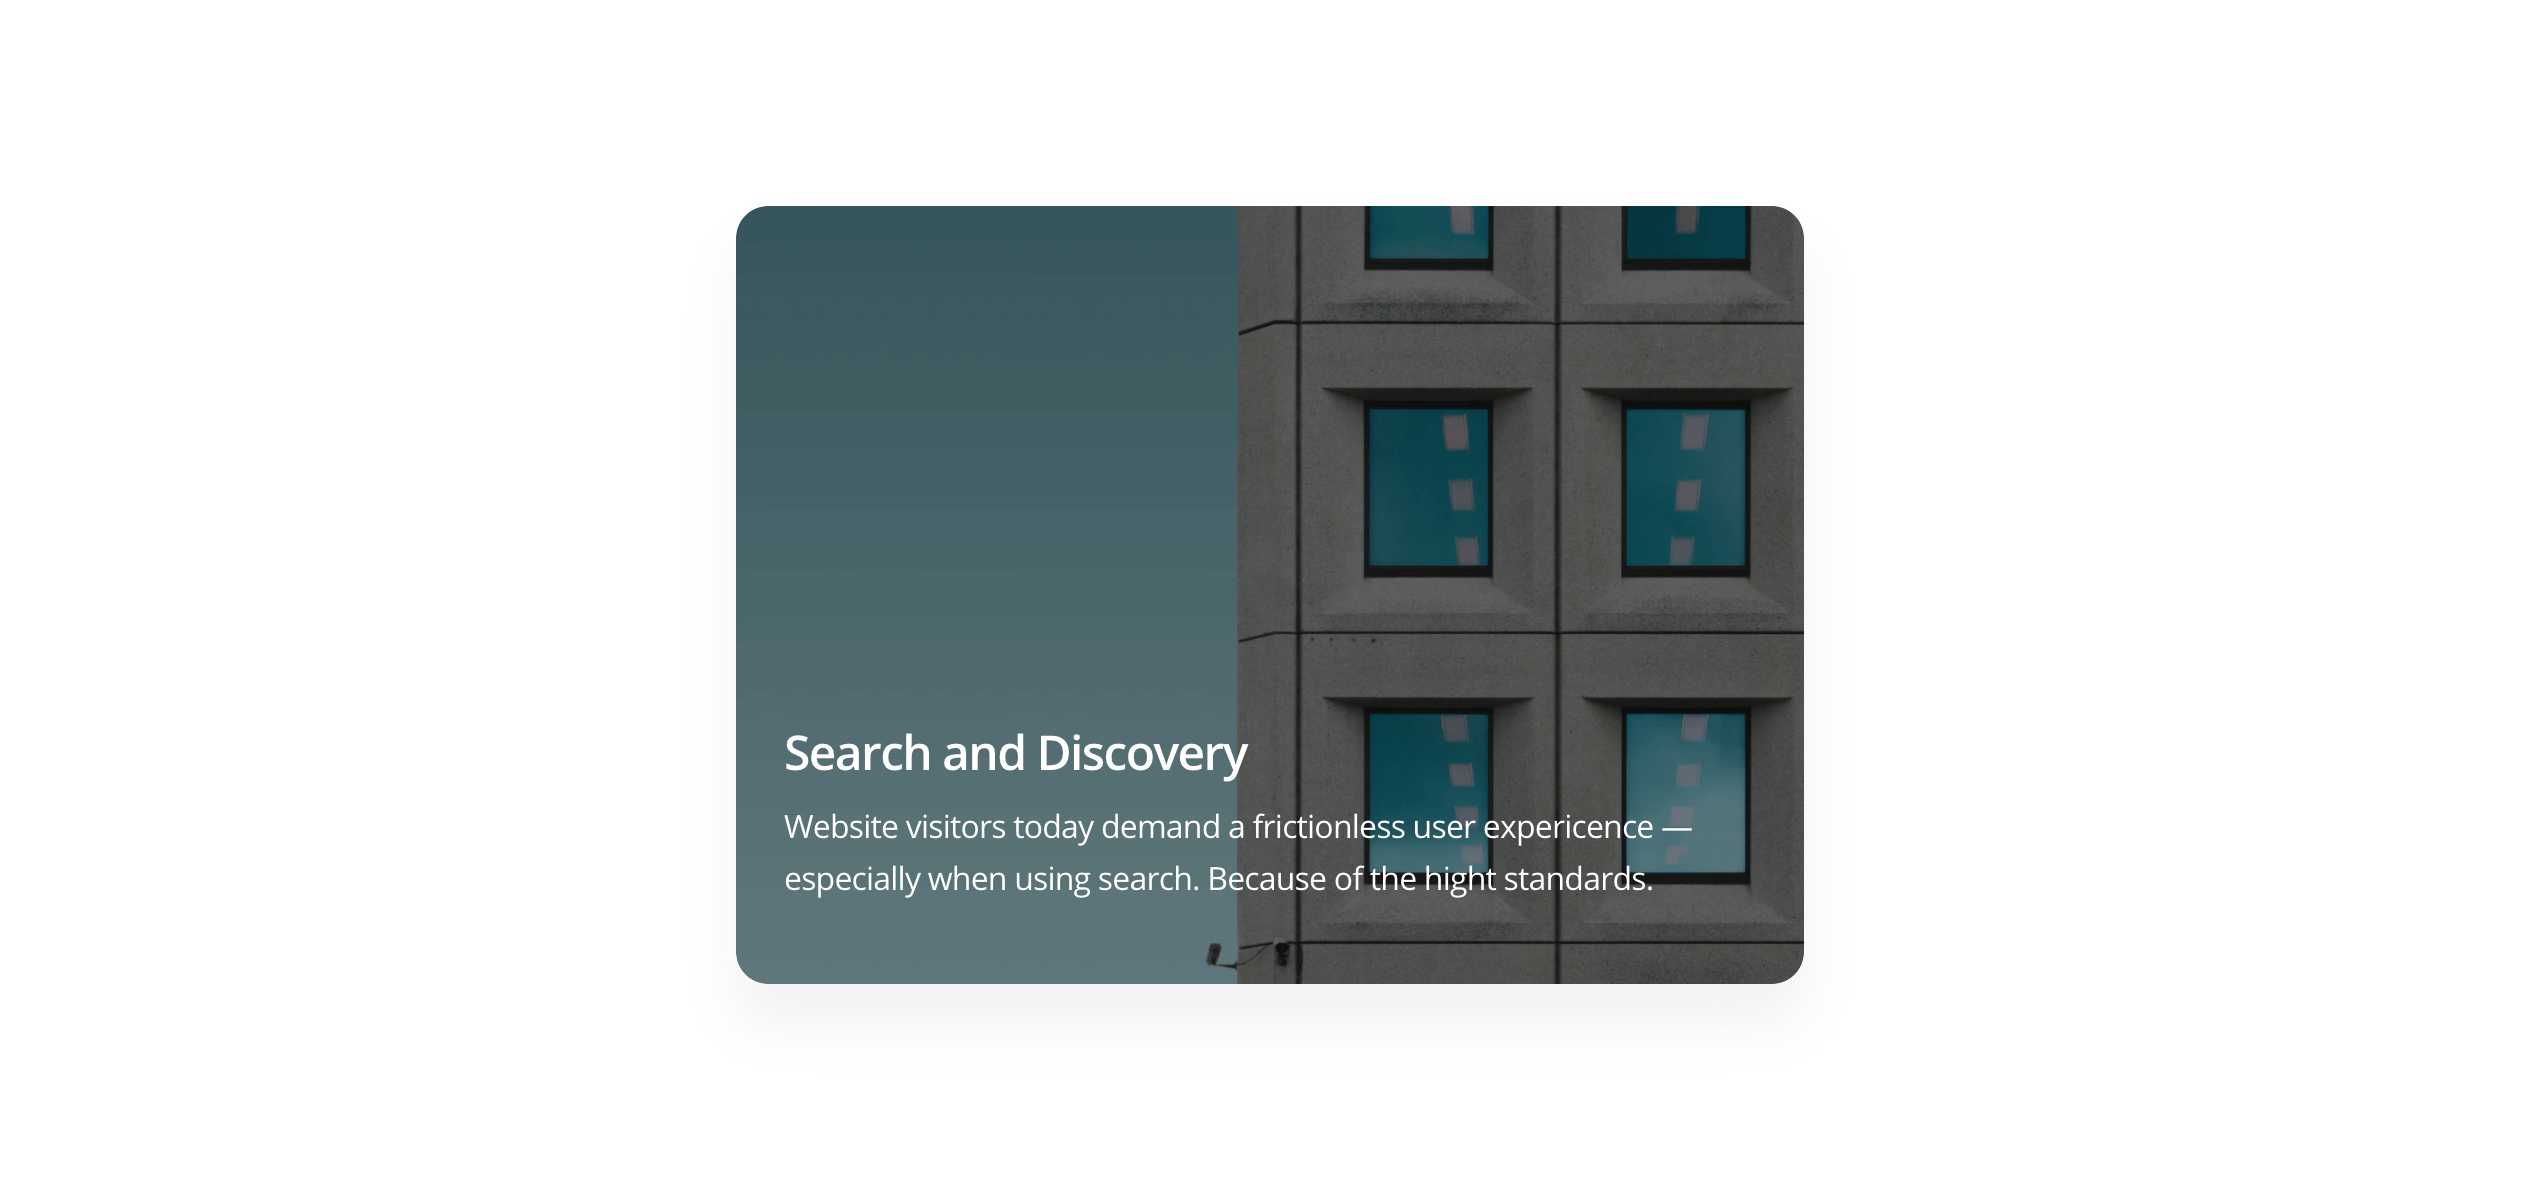 Search and Discovery
Website visitors today demand a frictionless user expericence —
especially when using search. Because of the hight standards.